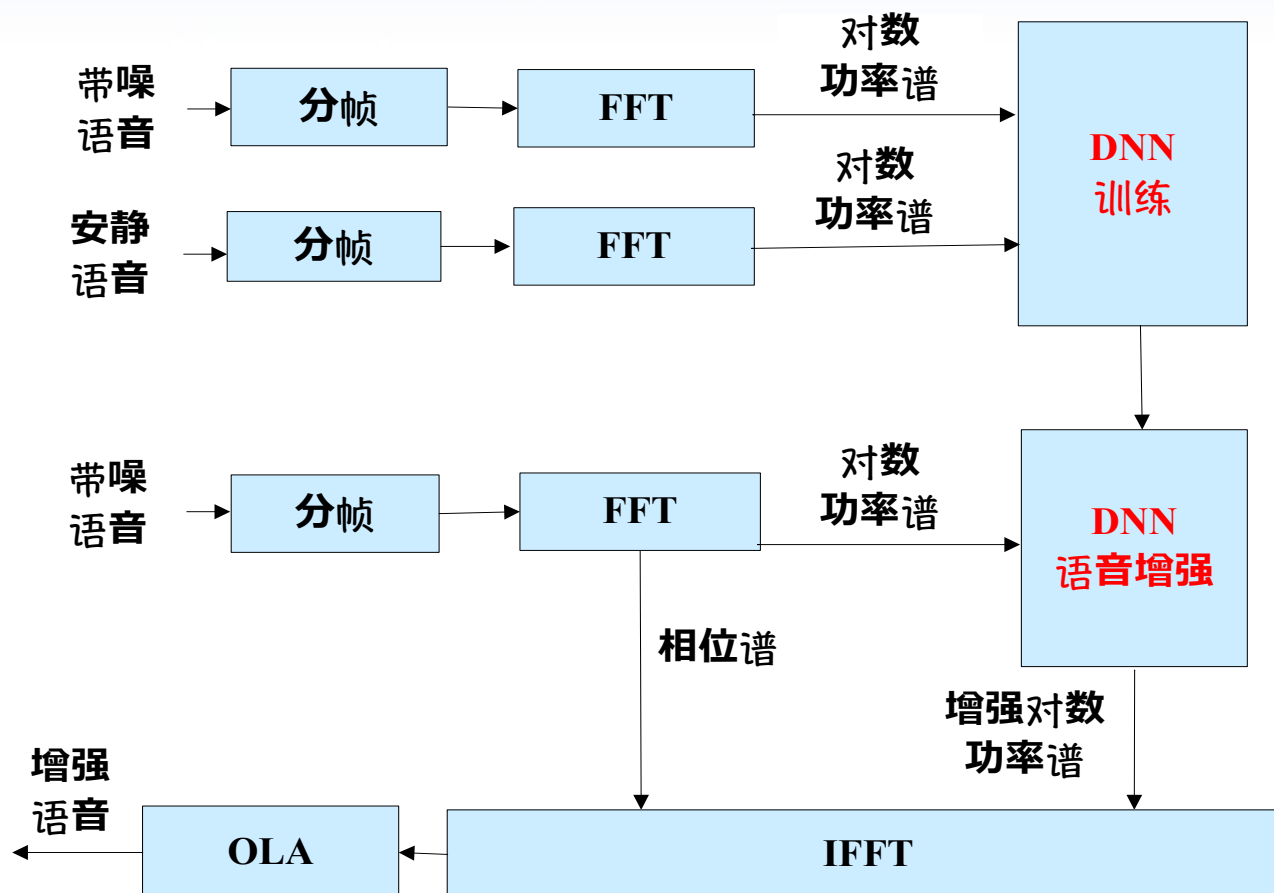 对数
功率谱
带噪
语音
分帧
FFT
DNN
训练
对数
功率谱
安静
语音
分帧
FFT
带噪
语音
分帧
FFT
对数
功率谱
DNN
语音增强
相位谱
增强对数
功率谱
增强
语音
OLA
IFFT